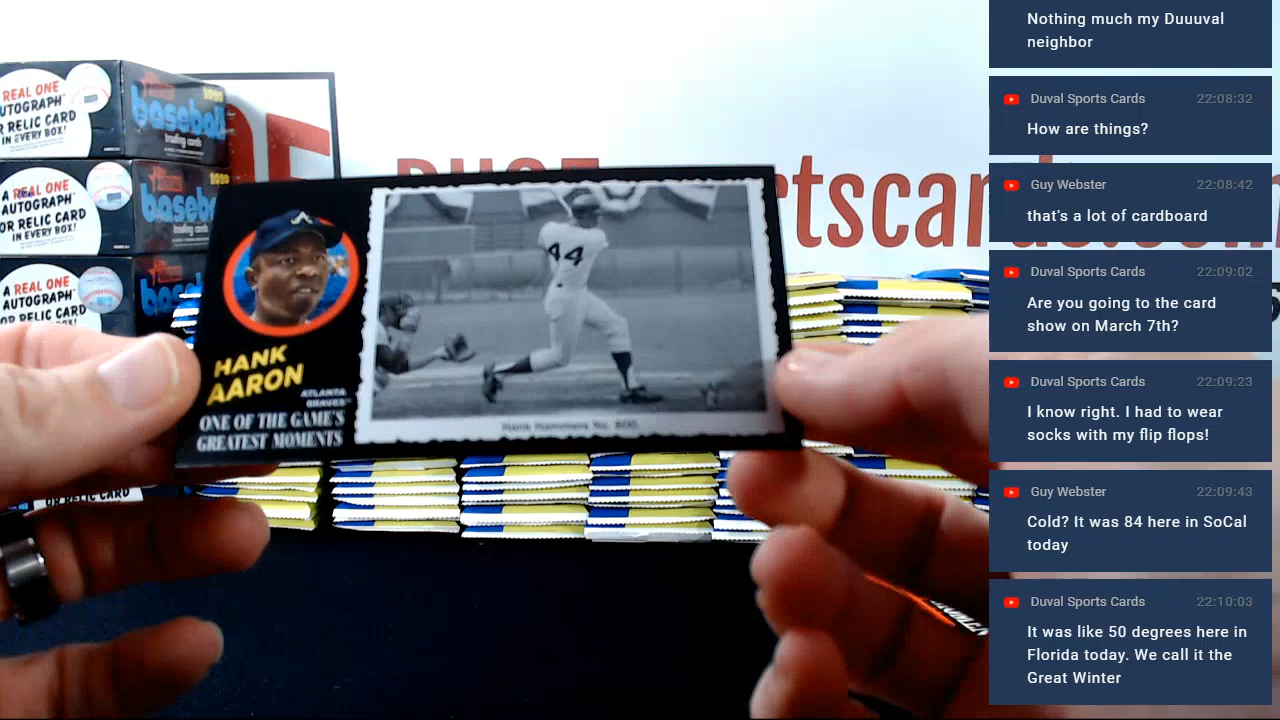 REAL ONE
AUTOGRAPH
OR RELIC CARD
IN EVERY BOX!
2020
baseball
trading cards
A REAL ONE
AUTOGRAPH
OR RELIC CARD
IN EVERY BOX!
2020
A REAL ONE
AUTOGRAPH
OR RELIC CARD
OR RELIC CARD
HANK
AARON
ATLANTA
BRAVES
ONE OF THE GAME'S
GREATEST MOMENTS
44
Hank Hammers No. 600.
Nothing much my Duuuval
neighbor
Duval Sports Cards 22:08:32
How are things?
Guy Webster 22:08:42
that's a lot of cardboard
Duval Sports Cards 22:09:02
Are you going to the card
show on March 7th?
Duval Sports Cards 22:09:23
I know right. I had to wear
socks with my flip flops!
Guy Webster 22:09:43
Cold? It was 84 here in SoCal
today
Duval Sports Cards 22:10:03
It was like 50 degrees here in
Florida today. We call it the
Great Winter